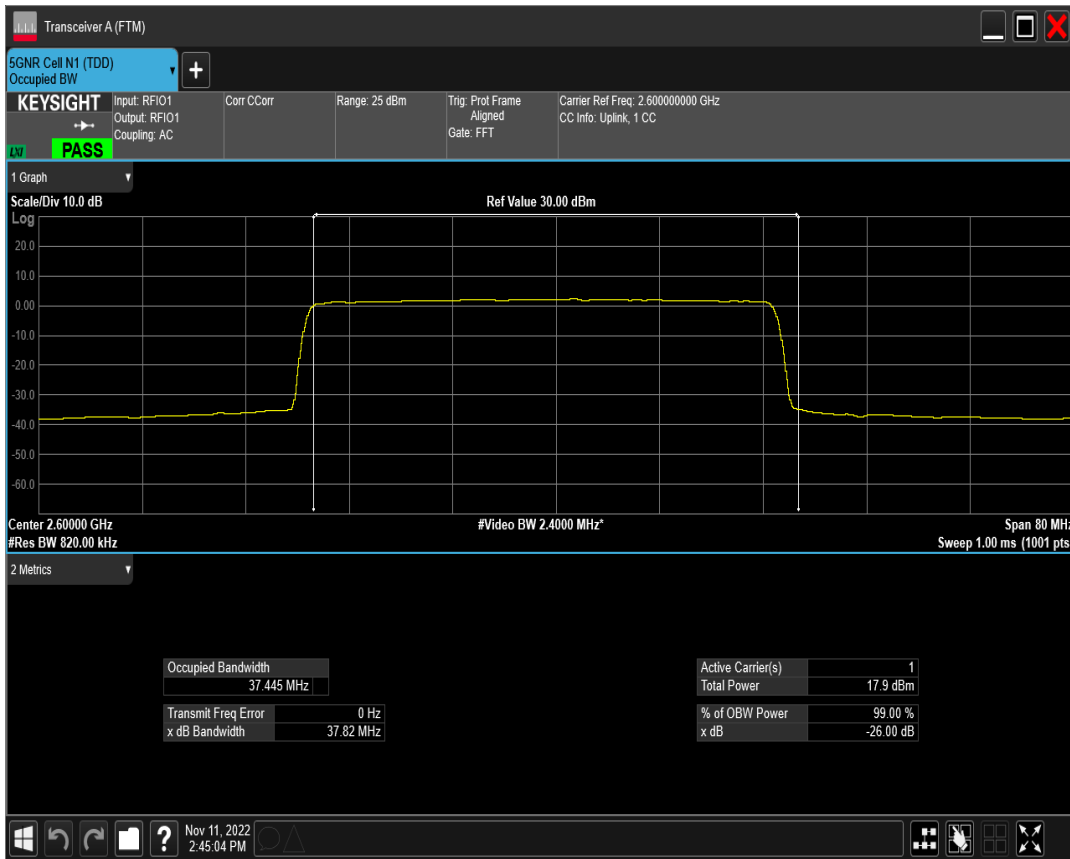 Transceiver A (FTM)
5GNR Cell N1 (TDD)
Occupied BW
+
KEYSIGHT
LXI
PASS
Input: RFIO1
Output: RFIO1
Coupling: AC
Corr CCorr
Range: 25 dBm
Trig: Prot Frame
Aligned
Gate: FFT
Carrier Ref Freq: 2.600000000 GHz
CC Info: Uplink, 1 CC
1 Graph
Scale/Div 10.0 dB
Ref Value 30.00 dBm
Log
20.0
10.0
0.00
-10.0
-20.0
-30.0
-40.0
-50.0
-60.0
Center 2.60000 GHz
#Video BW 2.4000 MHz*
Span 80 MHz
#Res BW 820.00 kHz
Sweep 1.00 ms (1001 pts
2 Metrics
Occupied Bandwidth
37.445 MHz
Transmit Freq Error 0 Hz
x dB Bandwidth 37.82 MHz
Active Carrier(s) 1
Total Power 17.9 dBm
% of OBW Power 99.00 %
x dB -26.00 dB
?
Nov 11, 2022
2:45:04 PM